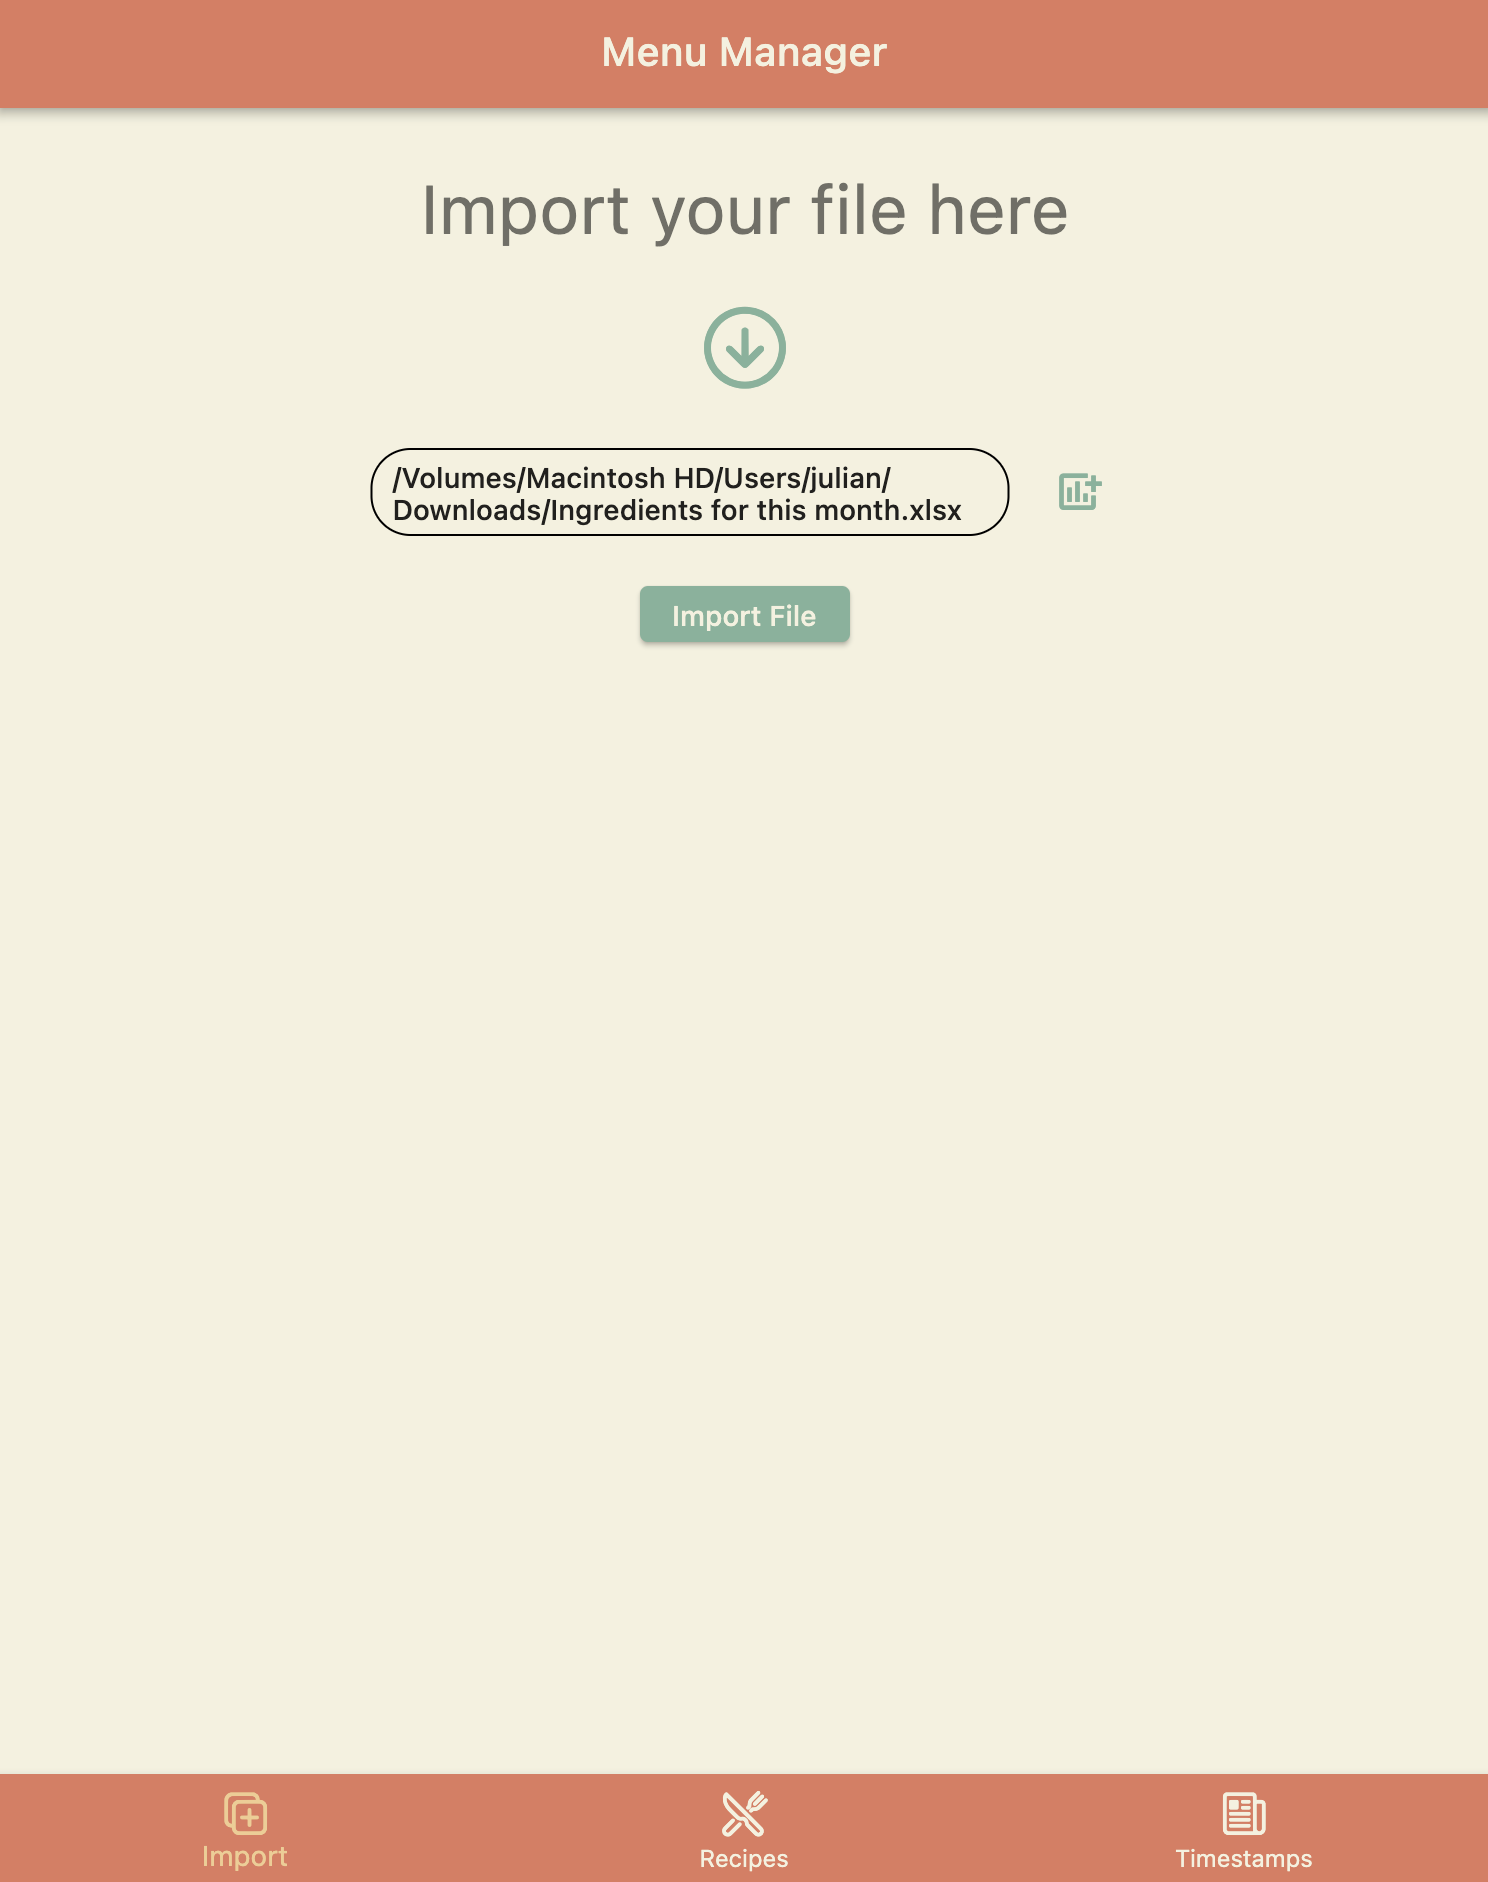 Menu Manager
Import your file here
/Volumes/Macintosh HD/Users/julian/
Downloads/Ingredients for this month.xlsx
Import File
Import
Recipes
Timestamps